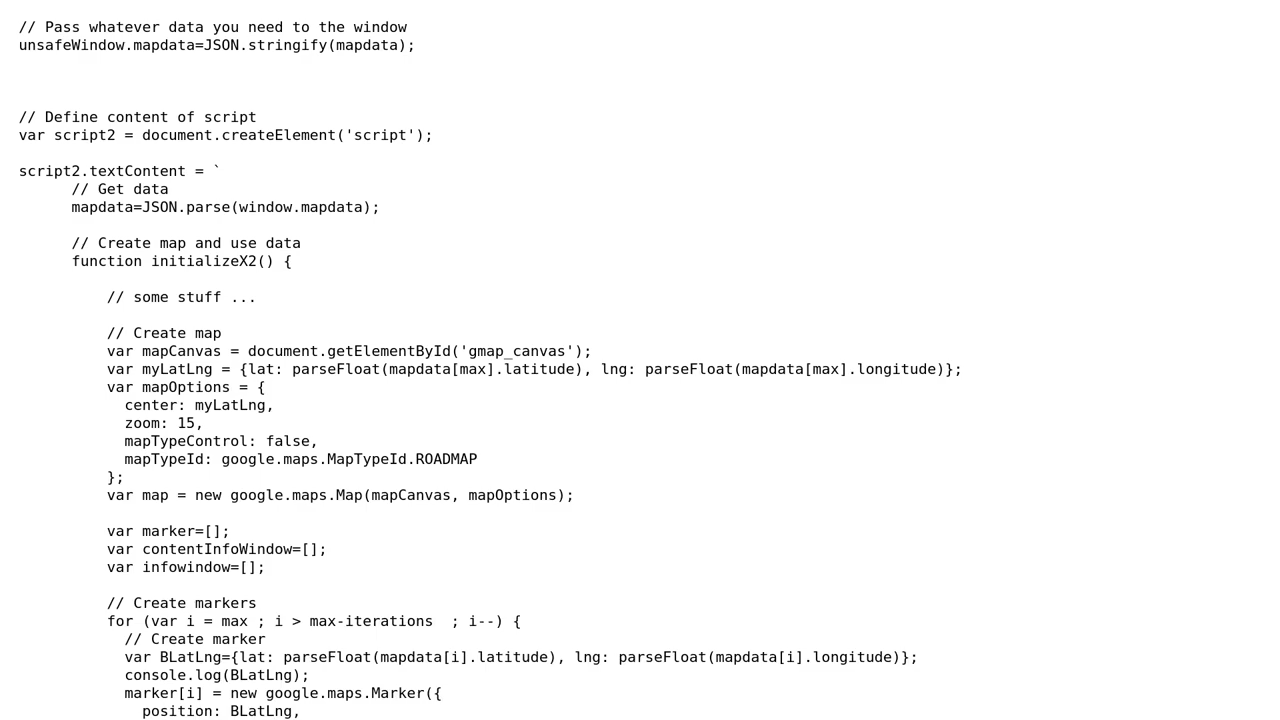 // Pass whatever data you need to the window
unsafeWindow.mapdata=JSON.stringify(mapdata);
// Define content of script
var script2 = document.createElement('script');
script2.textContent = `
// Get data
mapdata=JSON.parse(window.mapdata);
// Create map and use data
function initializeX2() {
// some stuff ...
// Create map
var mapCanvas = document.getElementById('gmap_canvas');
var myLatLng = {lat: parseFloat(mapdata[max].latitude), lng: parseFloat(mapdata[max].longitude)};
var mapOptions = {
center: myLatLng,
zoom: 15,
mapTypeControl: false,
mapTypeId: google.maps.MapTypeId.ROADMAP
};
var map = new google.maps.Map(mapCanvas, mapOptions);
var marker=[];
var contentInfoWindow=[];
var infowindow=[];
// Create markers
for (var i = max ; i > max-iterations  ; i--) {
// Create marker
var BLatLng={lat: parseFloat(mapdata[i].latitude), lng: parseFloat(mapdata[i].longitude)};
console.log(BLatLng);
marker[i] = new google.maps.Marker({
position: BLatLng,